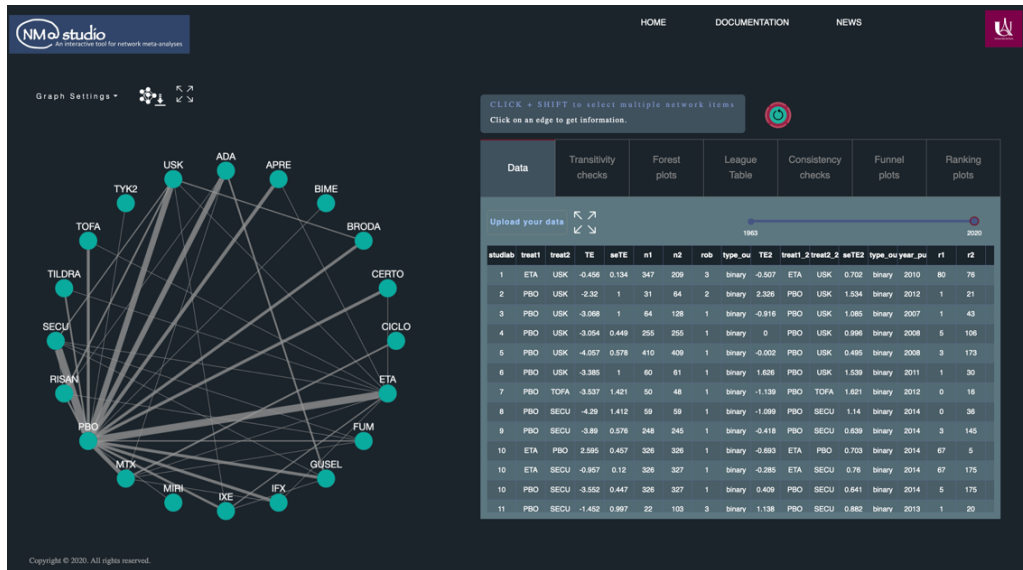 NMA studio
An interactive tool for network meta-analyses
HOME DOCUMENTATION NEWS
Graph Settings
CLICK + SHIFT to select multiple network items
Click on an edge to get information.
Data
Transitivity checks
Forest plots
League Table
Consistency checks
Funnel plots
Ranking plots
Upload your data
1963 2020
USK
ADA
APRE
BIME
TYK2
BRODA
TOFA
CERTO
TILDRA
CICLO
SECU
ETA
RISAN
FUM
PBO
GUSEL
MTX
IFX
MIRI
IXE
studlab treat1 treat2 TE seTE n1 n2 rob type_ou TE2 treat1_2 treat2_2 seTE2 type_ou year_pu r1 r2
1 ETA USK -0.456 0.134 347 209 3 binary -0.507 ETA USK 0.702 binary 2010 80 76
2 PBO USK -2.32 1 31 64 2 binary 2.326 PBO USK 1.534 binary 2012 1 21
3 PBO USK -3.068 1 64 128 1 binary -0.916 PBO USK 1.085 binary 2007 1 43
4 PBO USK -3.054 0.449 255 255 1 binary 0 PBO USK 0.996 binary 2008 5 106
5 PBO USK -4.057 0.578 410 409 1 binary -0.002 PBO USK 0.495 binary 2008 3 173
6 PBO USK -3.385 1 60 61 1 binary 1.626 PBO USK 1.539 binary 2011 1 30
7 PBO TOFA -3.537 1.421 50 48 1 binary -1.139 PBO TOFA 1.621 binary 2012 0 16
8 PBO SECU -4.29 1.412 59 59 1 binary -1.099 PBO SECU 1.14 binary 2014 0 36
9 PBO SECU -3.89 0.576 248 245 1 binary -0.418 PBO SECU 0.639 binary 2014 3 145
10 ETA PBO 2.595 0.457 326 326 1 binary -0.693 ETA PBO 0.703 binary 2014 67 5
10 ETA SECU -0.957 0.12 326 327 1 binary -0.285 ETA SECU 0.76 binary 2014 67 175
10 PBO SECU -3.552 0.447 326 327 1 binary 0.409 PBO SECU 0.641 binary 2014 5 175
11 PBO SECU -1.452 0.997 22 103 3 binary 1.138 PBO SECU 0.882 binary 2013 1 20
Copyright © 2020. All rights reserved.